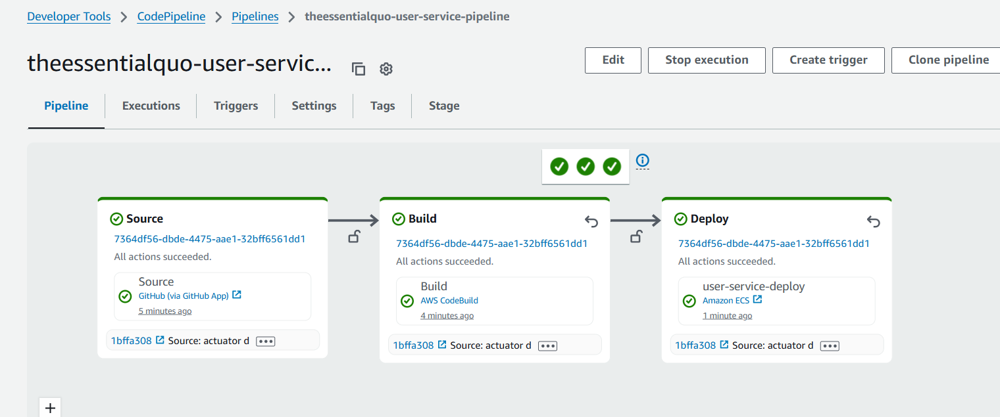 Developer Tools > CodePipeline > Pipelines > theessentialquo-user-service-pipeline
theessentialquo-user-servic...
Edit
Stop execution
Create trigger
Clone pipeline
Pipeline
Executions
Triggers
Settings
Tags
Stage
Source
7364df56-dbde-4475-aae1-32bff6561dd1
All actions succeeded.
Source
GitHub (via GitHub App)
5 minutes ago
1bffa308 Source: actuator d
Build
7364df56-dbde-4475-aae1-32bff6561dd1
All actions succeeded.
Build
AWS CodeBuild
4 minutes ago
1bffa308 Source: actuator d
Deploy
7364df56-dbde-4475-aae1-32bff6561dd1
All actions succeeded.
user-service-deploy
Amazon ECS
1 minute ago
1bffa308 Source: actuator d